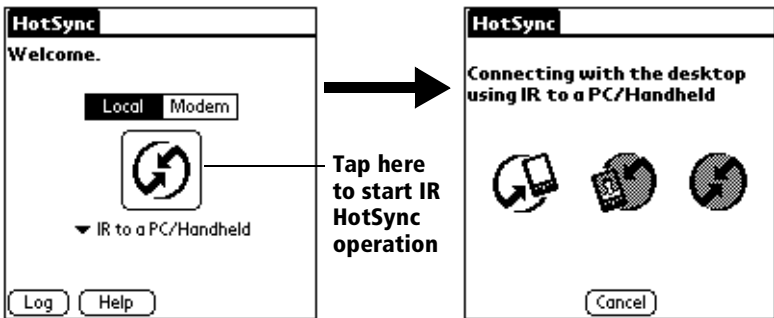 HotSync
Welcome.
Local Modem
IR to a PC/Handheld
Log Help
Tap here
to start IR
HotSync
operation
HotSync
Connecting with the desktop
using IR to a PC/Handheld
Cancel